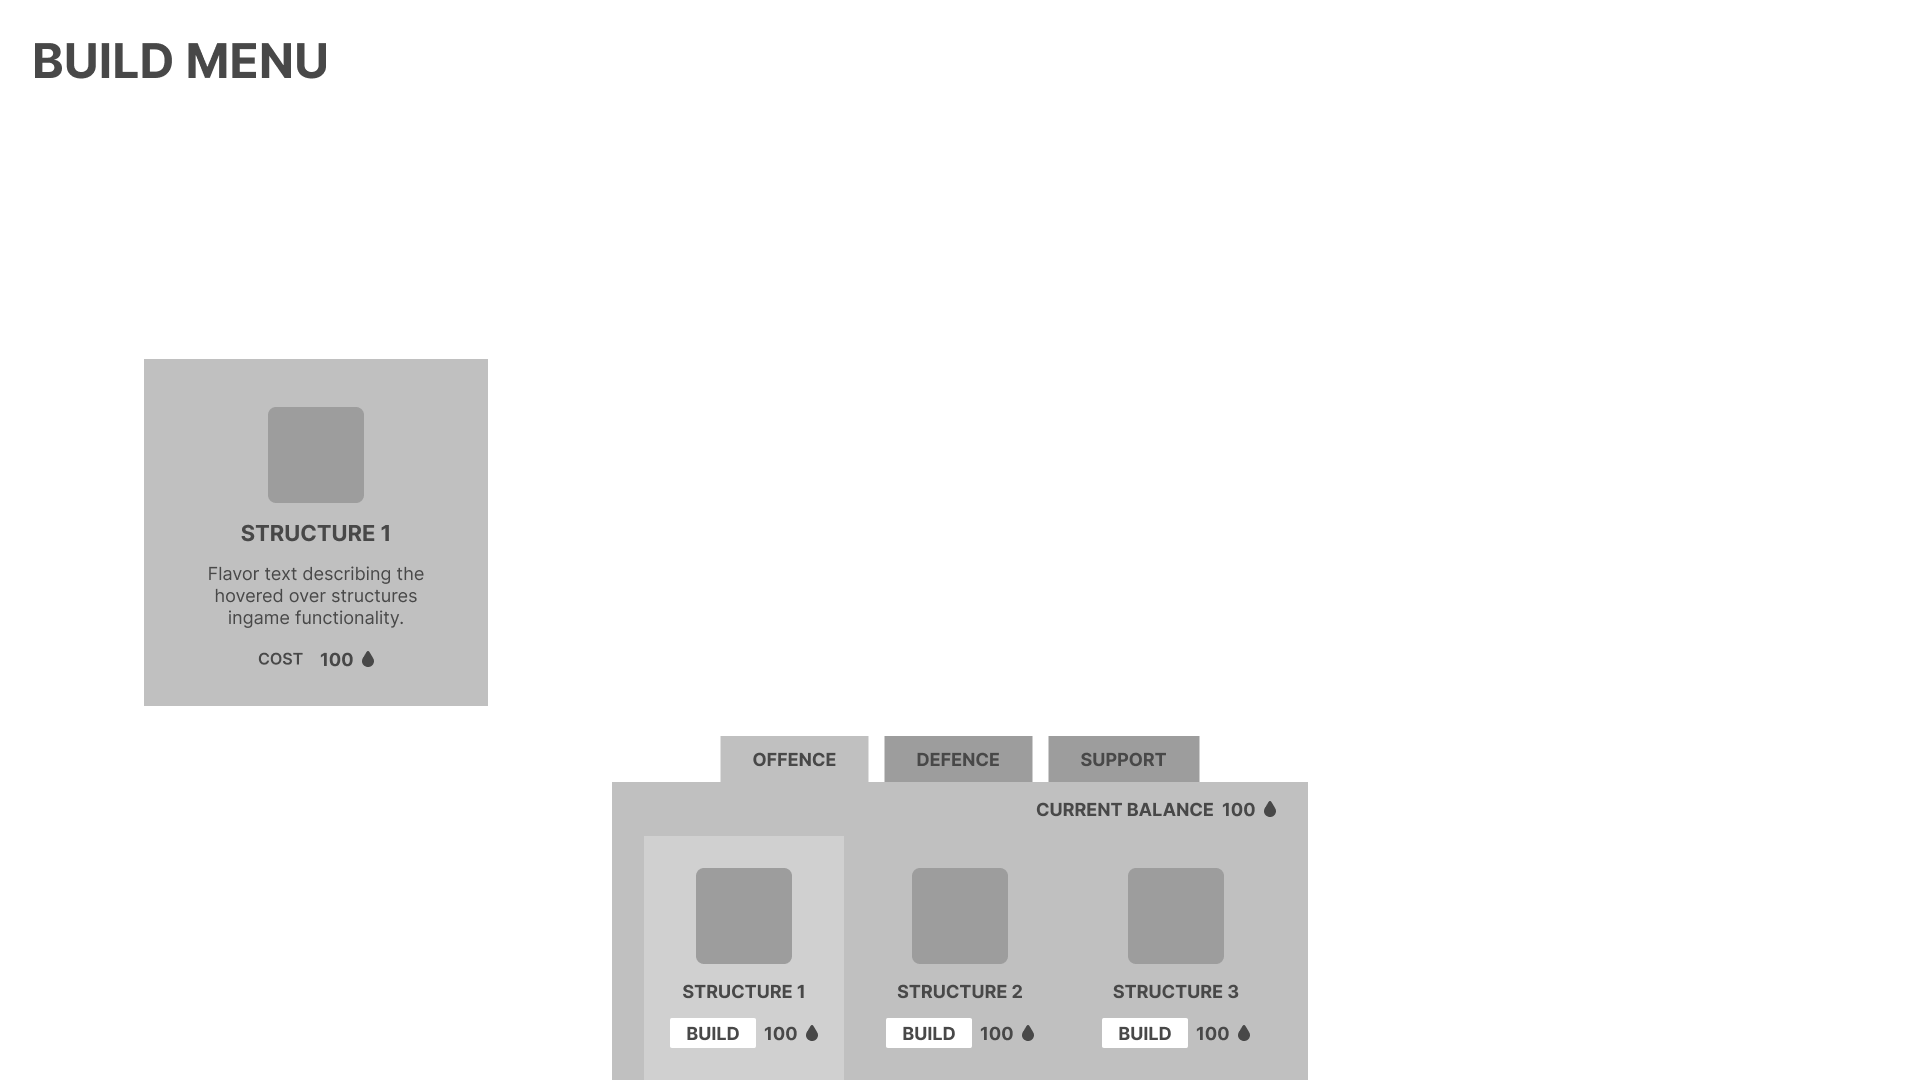 BUILD MENU
STRUCTURE 1
Flavor text describing the
hovered over structures
ingame functionality.
COST 100
OFFENCE DEFENCE SUPPORT
CURRENT BALANCE 100
STRUCTURE 1 STRUCTURE 2 STRUCTURE 3
BUILD 100 BUILD 100 BUILD 100